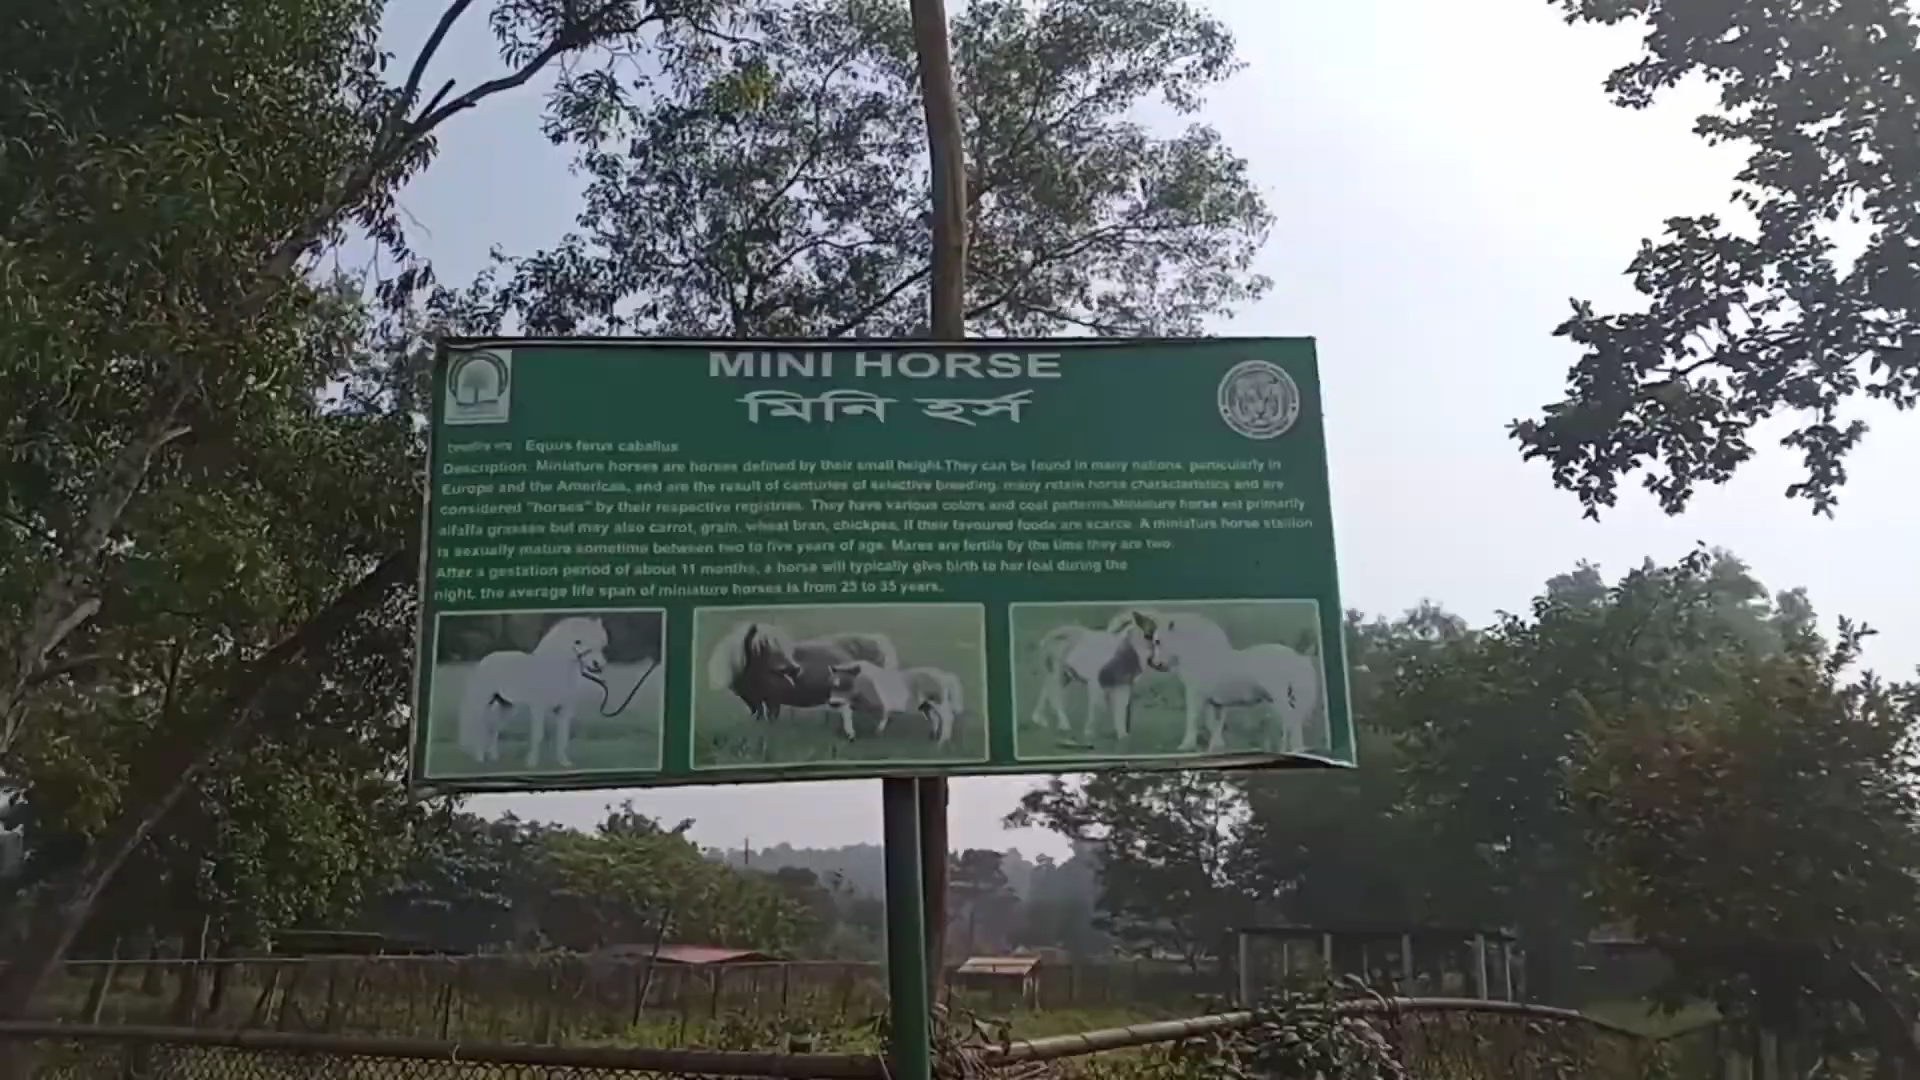 MINI HORSE
মিনি হর্স
Equus ferus caballus
Description: Miniature horses are horses defined by their small height.They can be found in many nations, particularly in
Europe and the Americas, and are the result of centuries of selective breeding. many retain horse characteristics and are
considered "horses" by their respective registries. They have various colors and coat patterns.Miniature horse eat primarily
alfalfa grasses but may also carrot, grain, wheat bran, chickpea, if their favoured foods are scarce. A miniature horse stallion
is sexually mature sometime between two to five years of age. Mares are fertile by the time they are two.
After a gestation period of about 11 months, a horse will typically give birth to her foal during the
night. the average life span of miniature horses is from 25 to 35 years.